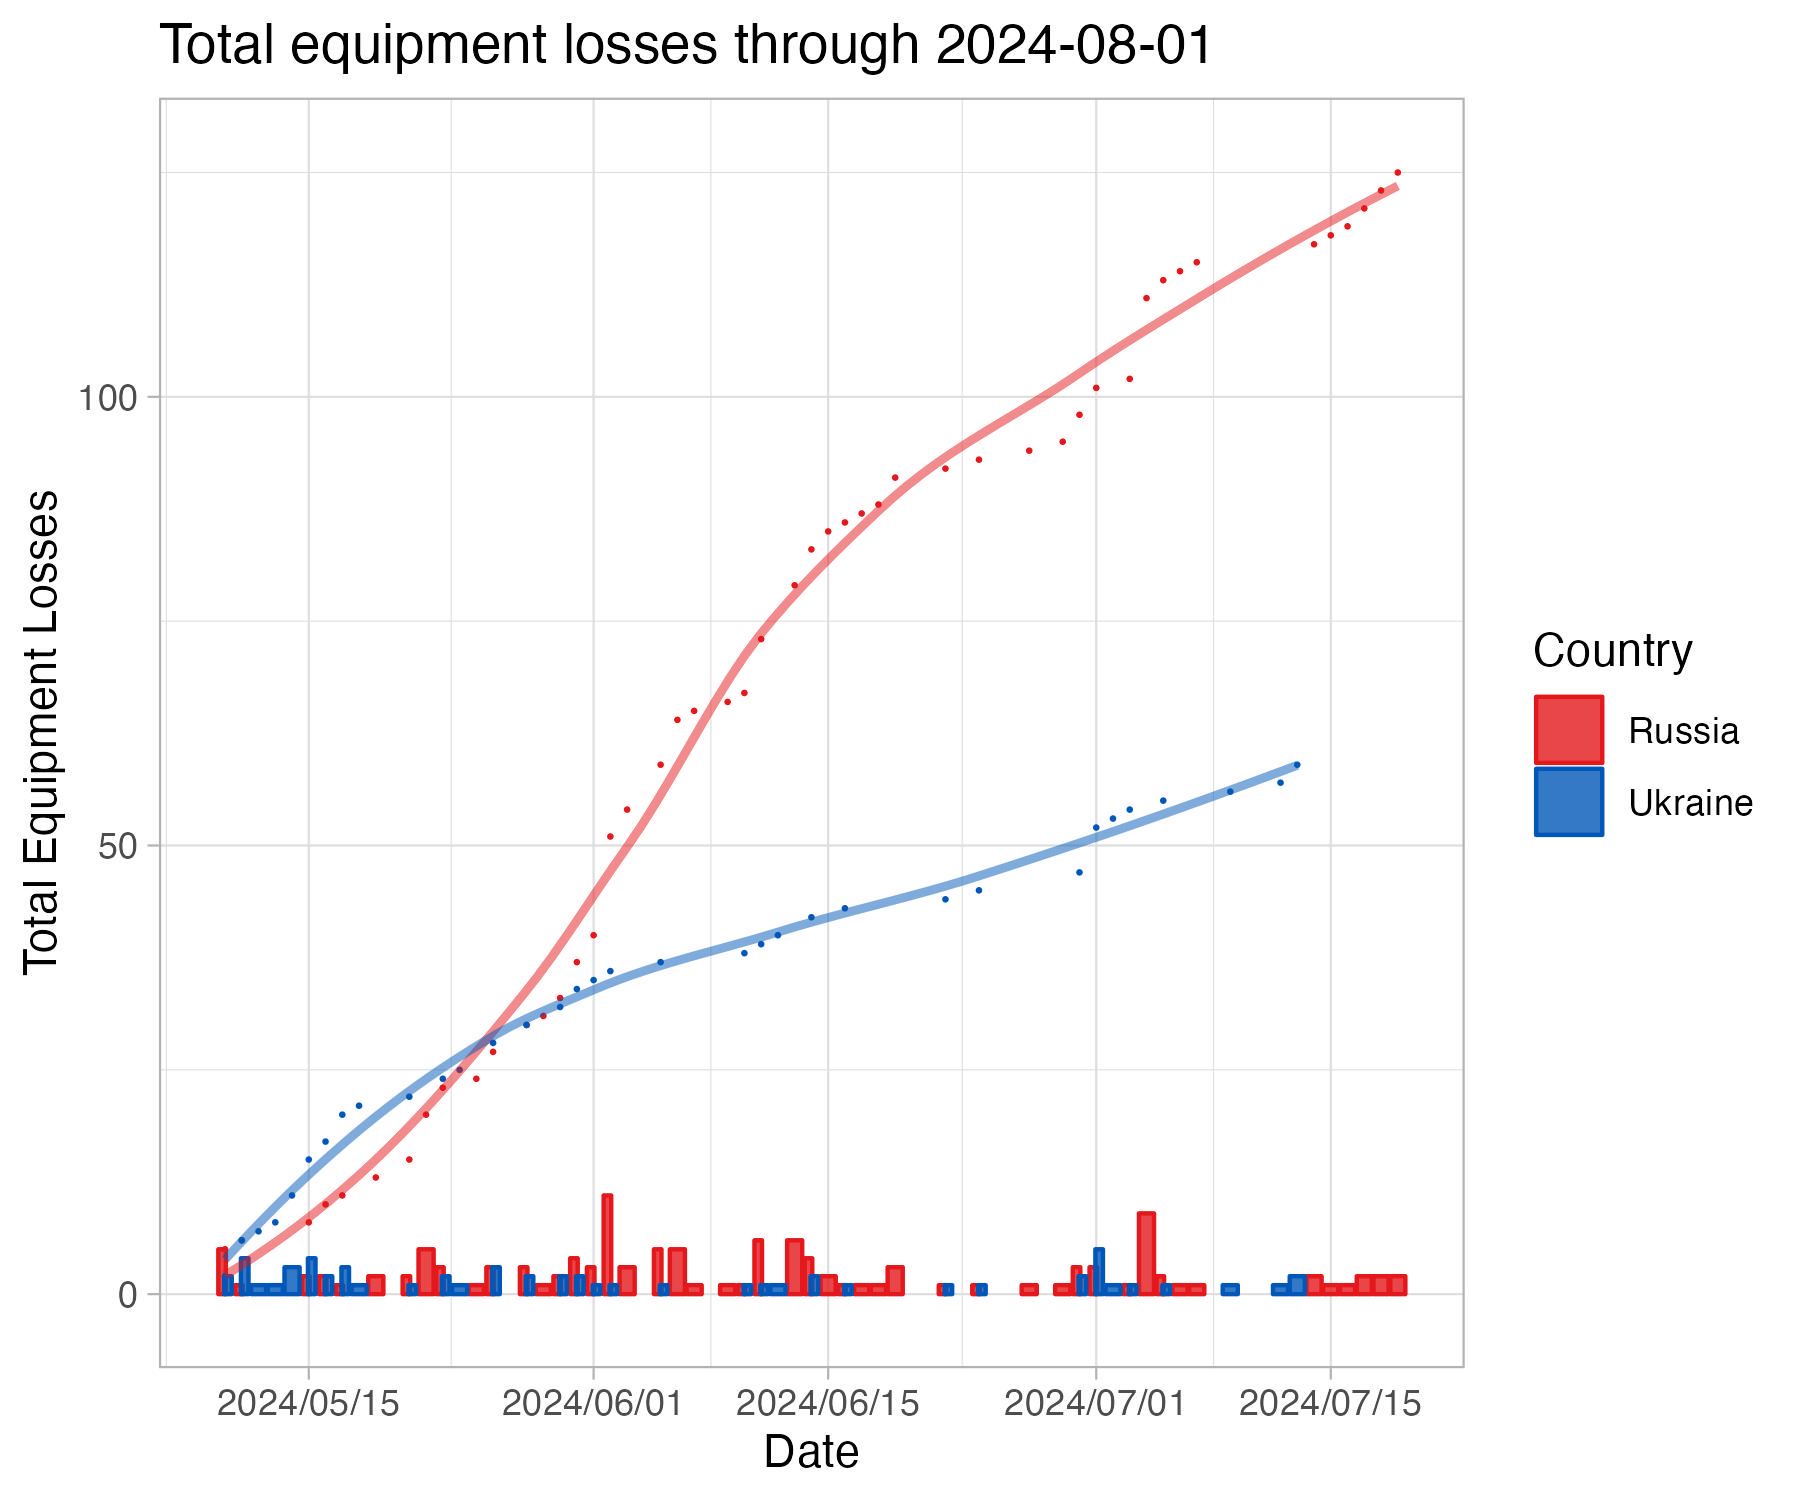 Total equipment losses through 2024-08-01
Total Equipment Losses
100
50
0
2024/05/15
2024/06/01
2024/06/15
2024/07/01
2024/07/15
Date
Country
Russia
Ukraine